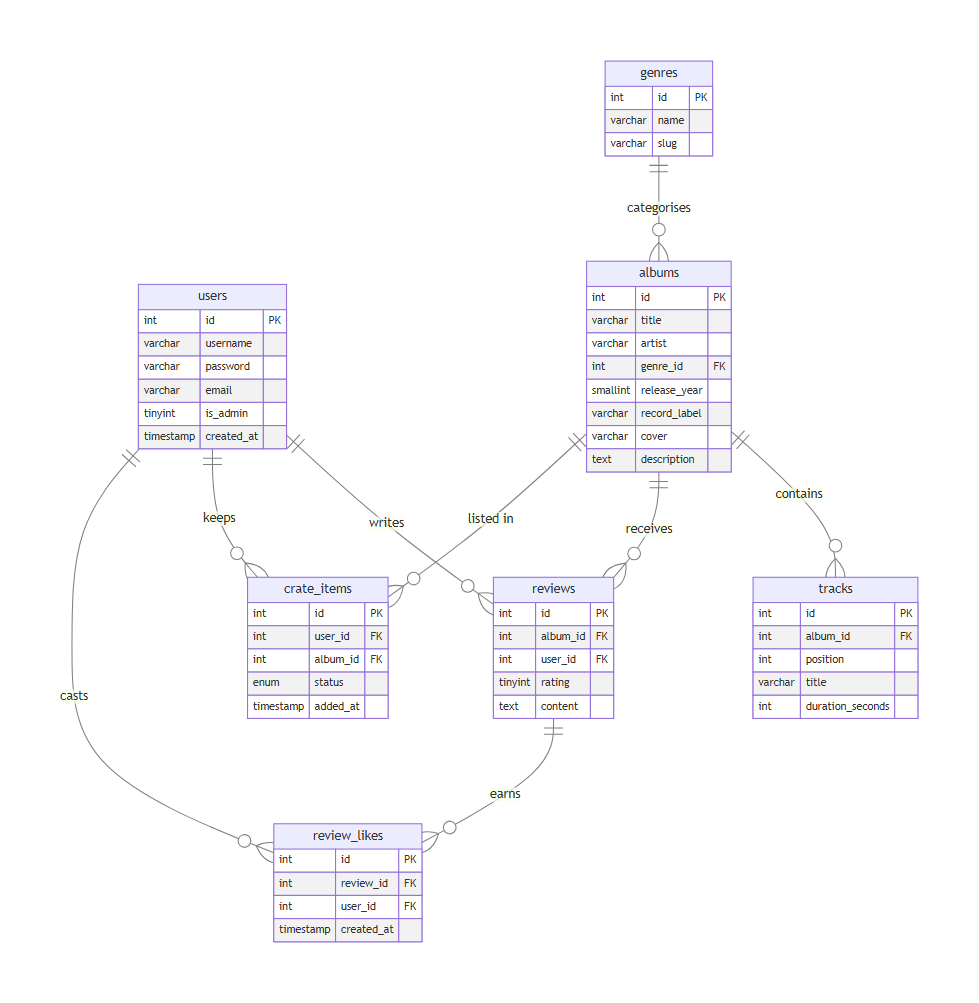 genres
int id PK
varchar name
varchar slug
categorises
albums
int id PK
varchar title
varchar artist
int genre_id FK
smallint release_year
varchar record_label
varchar cover
text description
users
int id PK
varchar username
varchar password
varchar email
tinyint is_admin
timestamp created_at
keeps
writes
listed in
receives
contains
crate_items
int id PK
int user_id FK
int album_id FK
enum status
timestamp added_at
reviews
int id PK
int album_id FK
int user_id FK
tinyint rating
text content
tracks
int id PK
int album_id FK
int position
varchar title
int duration_seconds
casts
earns
review_likes
int id PK
int review_id FK
int user_id FK
timestamp created_at